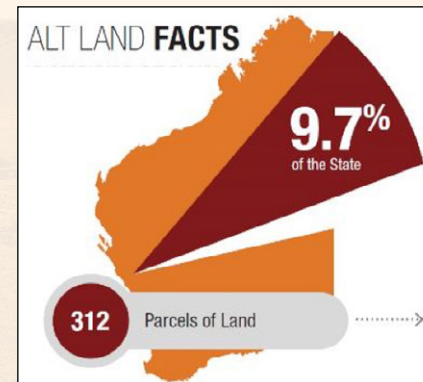 ALT LAND FACTS
9.7%
of the State
312 Parcels of Land